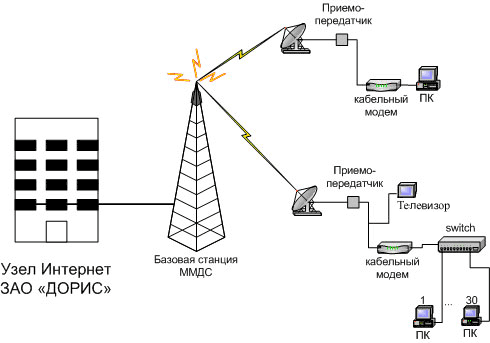 Приемо-
передатчик
кабельный
модем
ПК
Приемо-
передатчик
Телевизор
switch
кабельный
модем
Базовая станция
ММДС
Узел Интернет
ЗАО «ДОРИС»
1
...
30
ПК
ПК